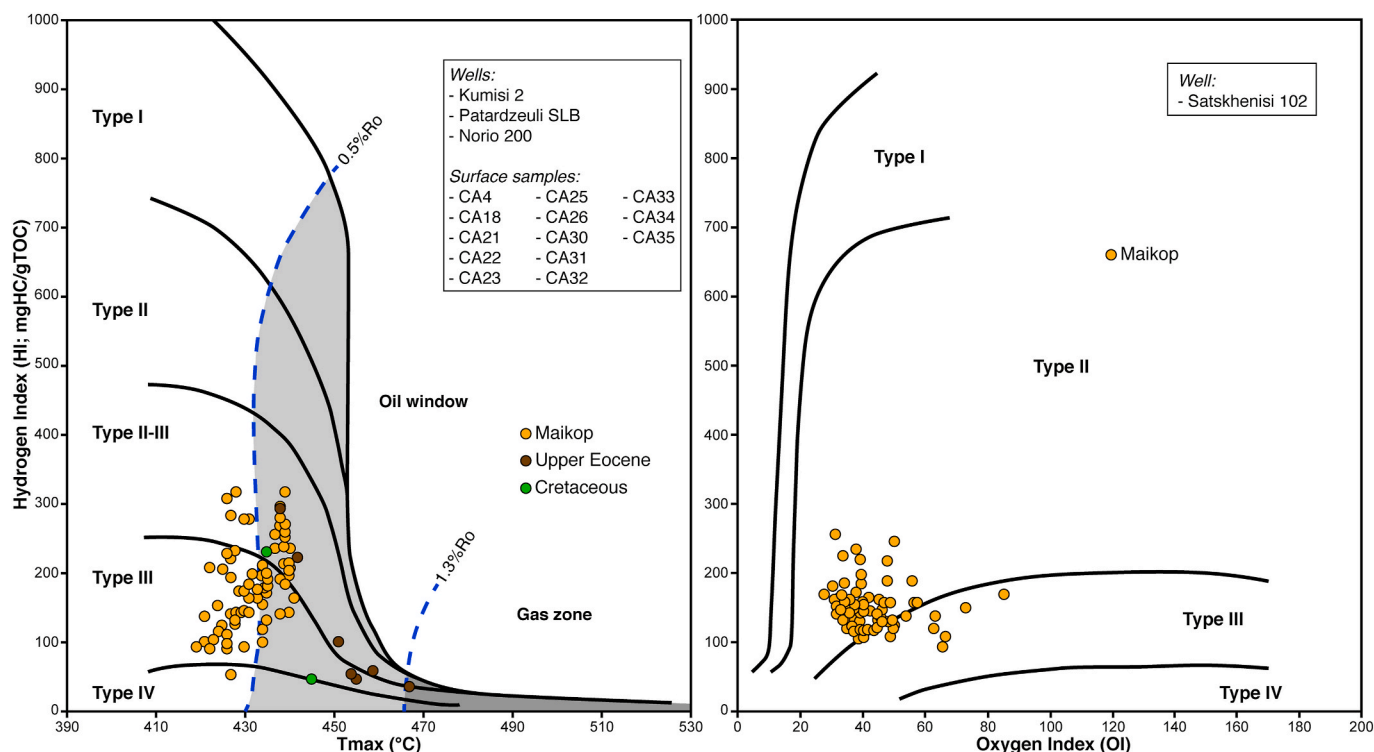 1000
900
800
700
600
500
400
300
200
100
0
Hydrogen Index (HI; mgHC/gTOC)
390
410
430
450
470
490
510
530
Tmax (°C)
Type I
Type II
Type II-III
Type III
Type IV
0.5%Ro
1.3%Ro
Oil window
Gas zone
Wells:
- Kumisi 2
- Patardzeuli SLB
- Norio 200
Surface samples:
- CA4 - CA25 - CA33
- CA18 - CA26 - CA34
- CA21 - CA30 - CA35
- CA22 - CA31
- CA23 - CA32
Maikop
Upper Eocene
Cretaceous
1000
900
800
700
600
500
400
300
200
100
0
0
20
40
60
80
100
120
140
160
180
200
Oxygen Index (OI)
Well:
- Satskhenisi 102
Type I
Maikop
Type II
Type III
Type IV